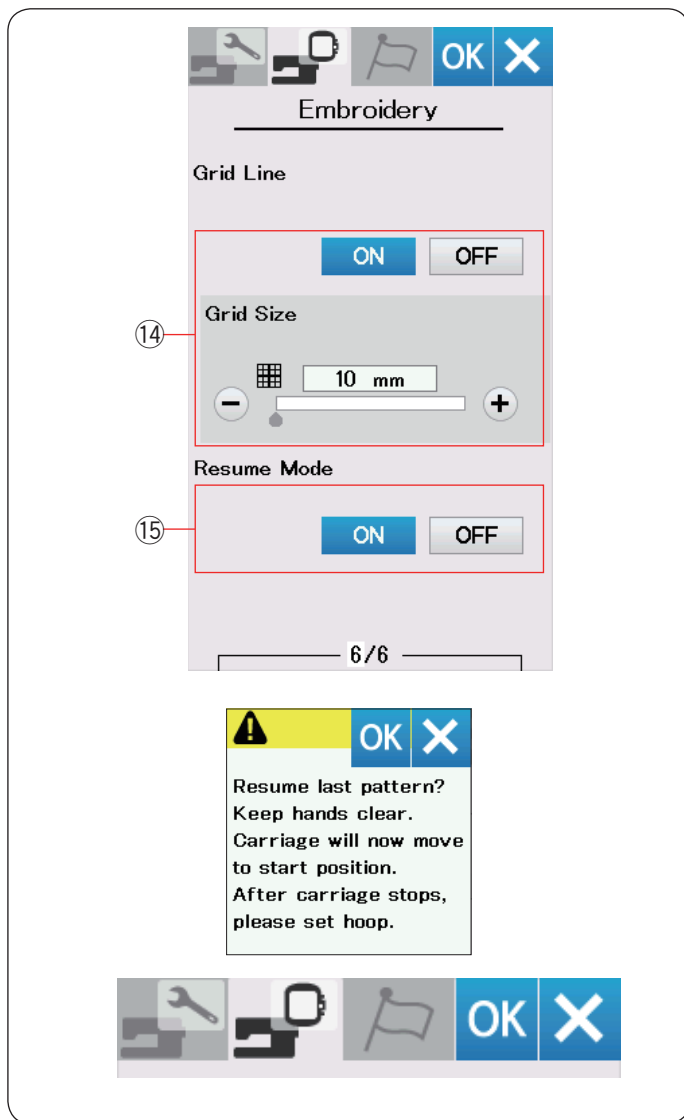 OK
Embroidery
Grid Line
ON OFF
⑭
Grid Size
10 mm
Resume Mode
⑮
ON OFF
6/6
OK
Resume last pattern?
Keep hands clear.
Carriage will now move
to start position.
After carriage stops,
please set hoop.
OK